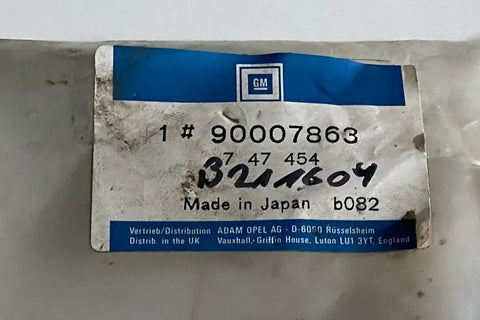 GM
1 # 90007863
7 47 454
B211604
Made in Japan b082
Vertrieb/Distribution ADAM OPEL AG - D-6090 Rüsselsheim
Distrib. in the UK Vauxhall,-Griffin House, Luton LU1 3YT, England